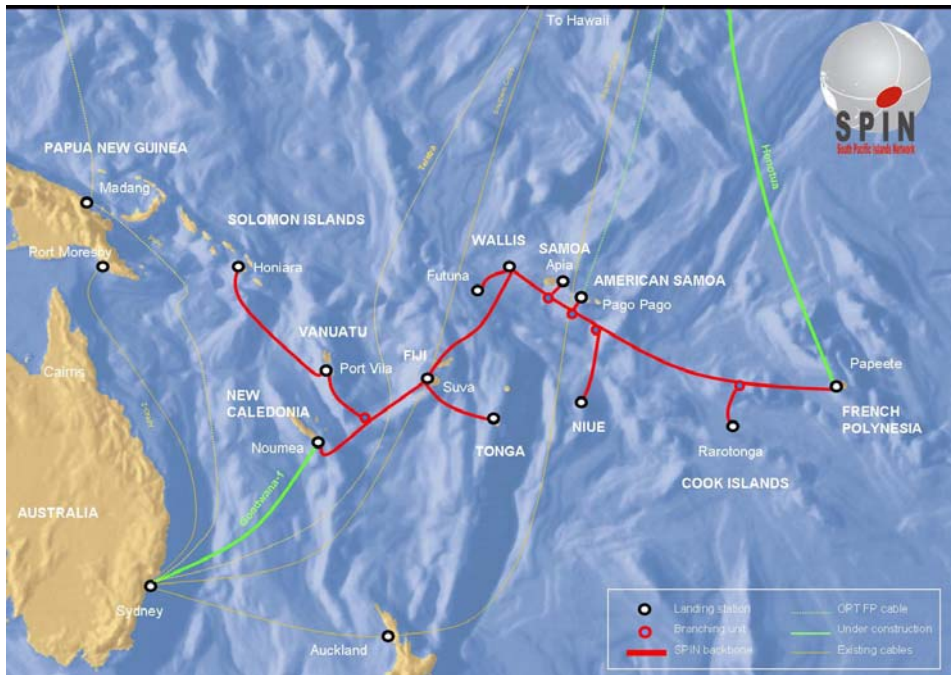 To Hawaii
SPIN
South Pacific Islands Network
PAPUA NEW GUINEA
Madang
Rort Moresby
Honotua
SOLOMON ISLANDS
Honiara
WALLIS
Futuna
SAMOA
Apia
AMERICAN SAMOA
Pago Pago
VANUATU
Port Vila
FIJI
Suva
Cairns
NEW
CALEDONIA
Noumea
TONGA
NIUE
Papeete
FRENCH
POLYNESIA
Rarotonga
COOK ISLANDS
Gondwana-1
AUSTRALIA
Sydney
Auckland
Landing station
Branching unit
SPIN backbone
OPT FP cable
Under construction
Existing cables